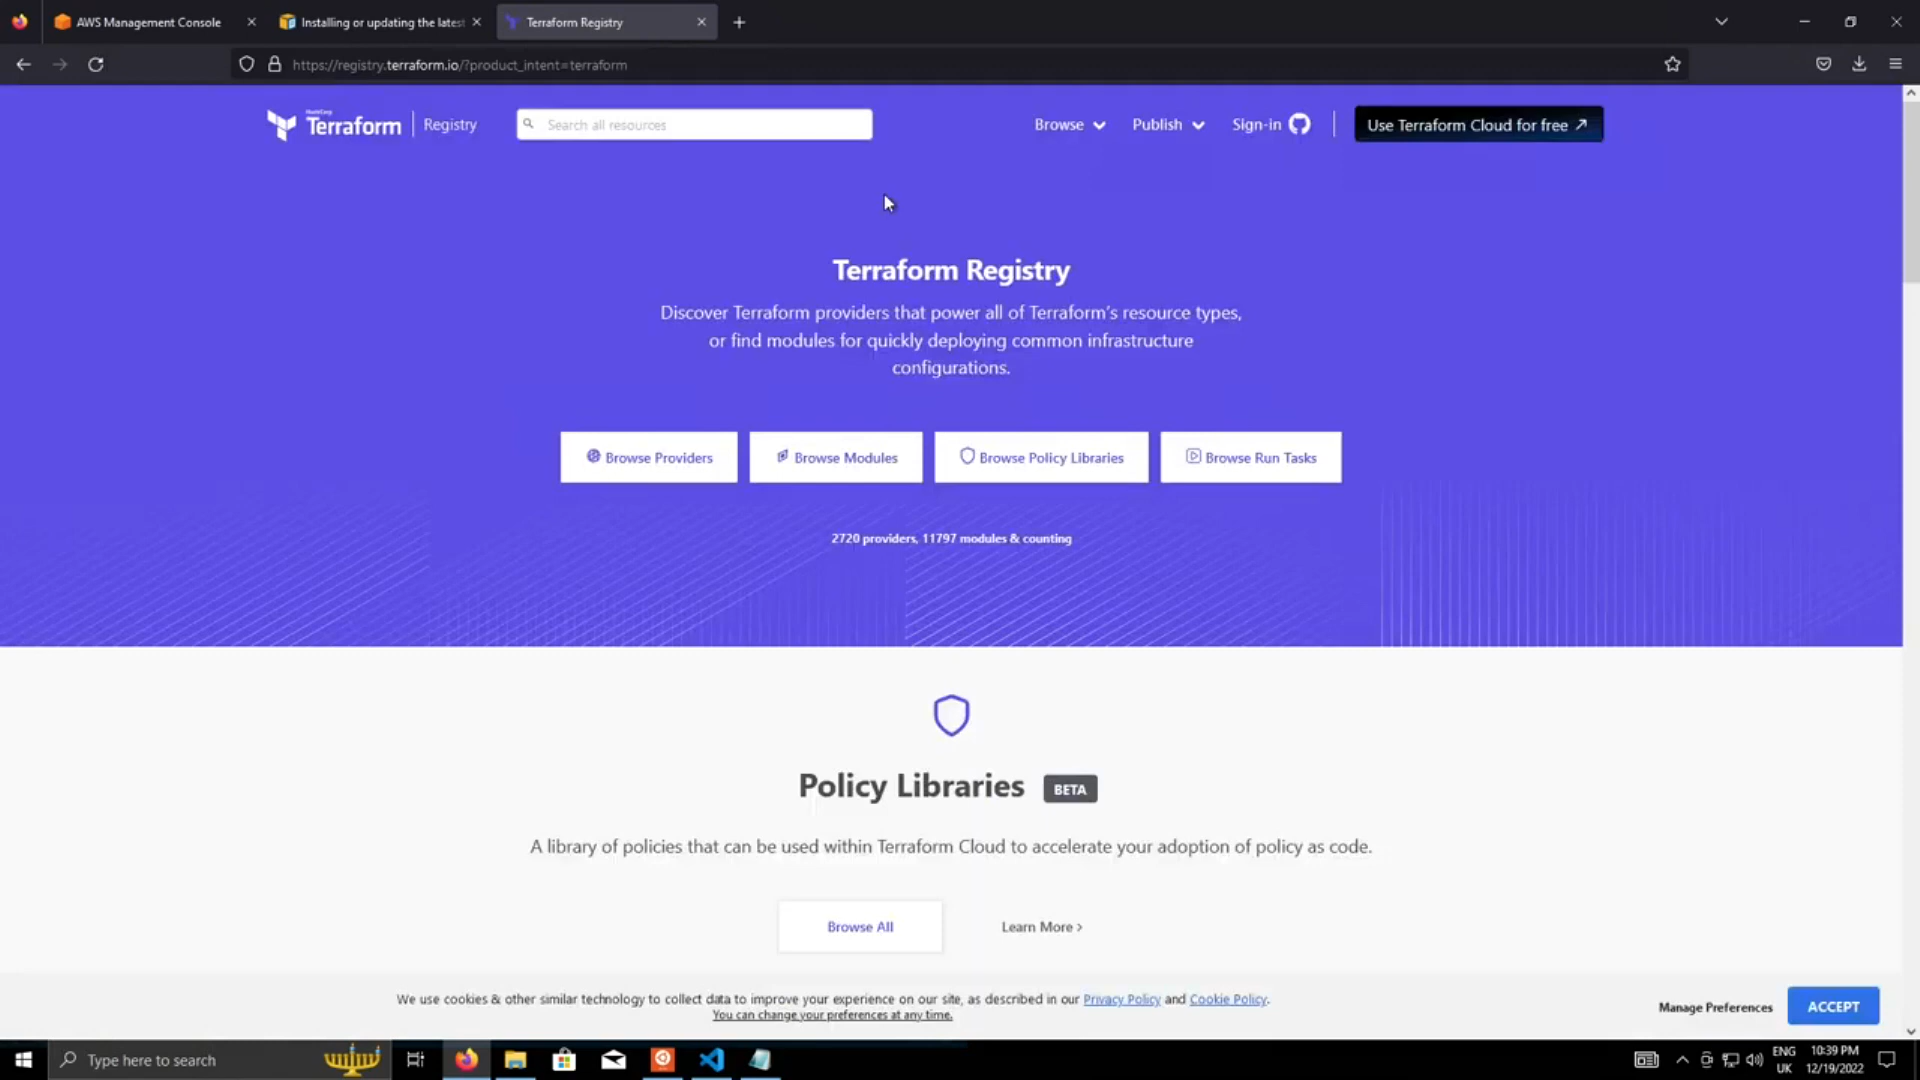 AWS Management Console
Installing or updating the latest
Terraform Registry
https://registry.terraform.io/?product_intent=terraform
HashiCorp
Terraform
Registry
Search all resources
Browse
Publish
Sign-in
Use Terraform Cloud for free
Terraform Registry
Discover Terraform providers that power all of Terraform's resource types,
or find modules for quickly deploying common infrastructure
configurations.
Browse Providers
Browse Modules
Browse Policy Libraries
Browse Run Tasks
2720 providers, 11797 modules & counting
Policy Libraries BETA
A library of policies that can be used within Terraform Cloud to accelerate your adoption of policy as code.
Browse All
Learn More >
We use cookies & other similar technology to collect data to improve your experience on our site, as described in our Privacy Policy and Cookie Policy.
You can change your preferences at any time.
Manage Preferences
ACCEPT
Type here to search
ENG
UK
10:39 PM
12/19/2022